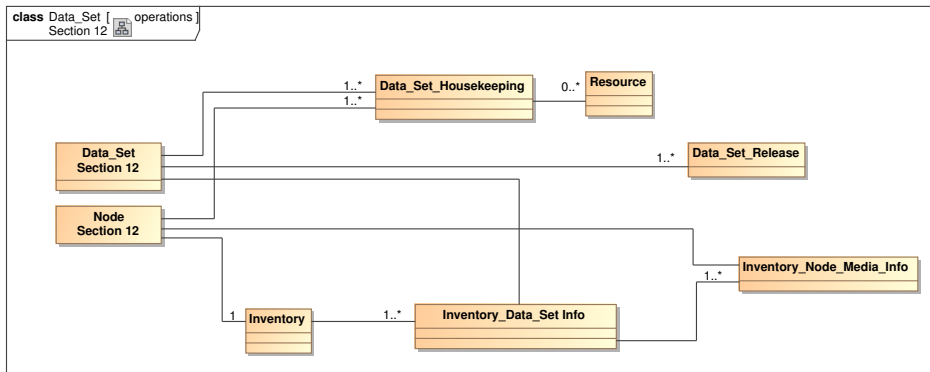 class Data_Set [ operations ]
Section 12
1..*
Data_Set_Housekeeping
0..*
Resource
1..*
Data_Set
Section 12
1..*
Data_Set_Release
Node
Section 12
Inventory_Node_Media_Info
1..*
1
Inventory
1..*
Inventory_Data_Set Info